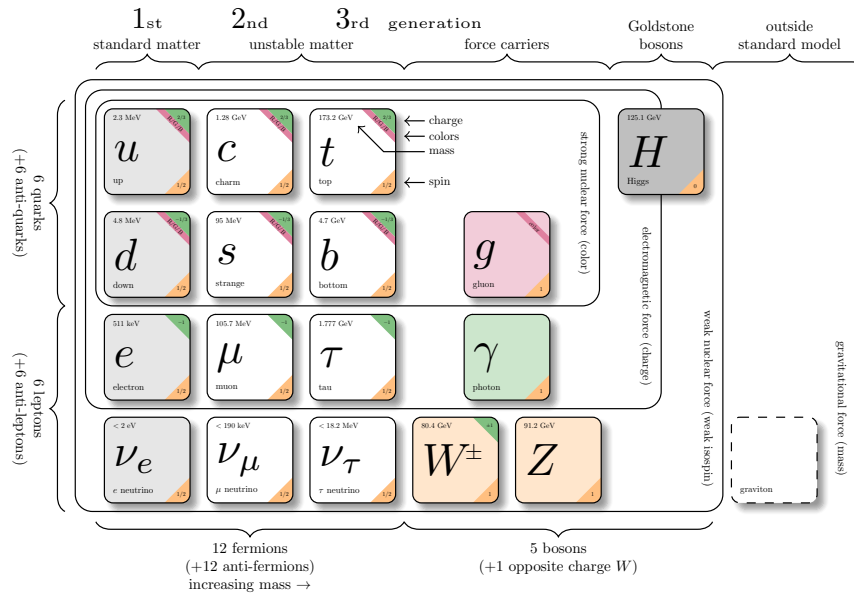 1st 2nd 3rd generation
standard matter
unstable matter
force carriers
Goldstone
bosons
outside
standard model
6 quarks
(+6 anti-quarks)
6 leptons
(+6 anti-leptons)
2.3 MeV
2/3
R/G/B
u
up
1/2
1.28 GeV
2/3
R/G/B
c
charm
1/2
173.2 GeV
2/3
R/G/B
t
top
1/2
charge
colors
mass
spin
strong nuclear force (color)
125.1 GeV
H
Higgs
0
4.8 MeV
−1/3
R/G/B
d
down
1/2
95 MeV
−1/3
R/G/B
s
strange
1/2
4.7 GeV
−1/3
R/G/B
b
bottom
1/2
color
g
gluon
1
electromagnetic force (charge)
511 keV
−1
e
electron
1/2
105.7 MeV
−1
μ
muon
1/2
1.777 GeV
−1
τ
tau
1/2
γ
photon
1
weak nuclear force (weak isospin)
gravitational force (mass)
< 2 eV
νe
e neutrino
1/2
< 190 keV
νμ
μ neutrino
1/2
< 18.2 MeV
ντ
τ neutrino
1/2
80.4 GeV
±1
W±
1
91.2 GeV
Z
1
graviton
12 fermions
(+12 anti-fermions)
increasing mass →
5 bosons
(+1 opposite charge W)